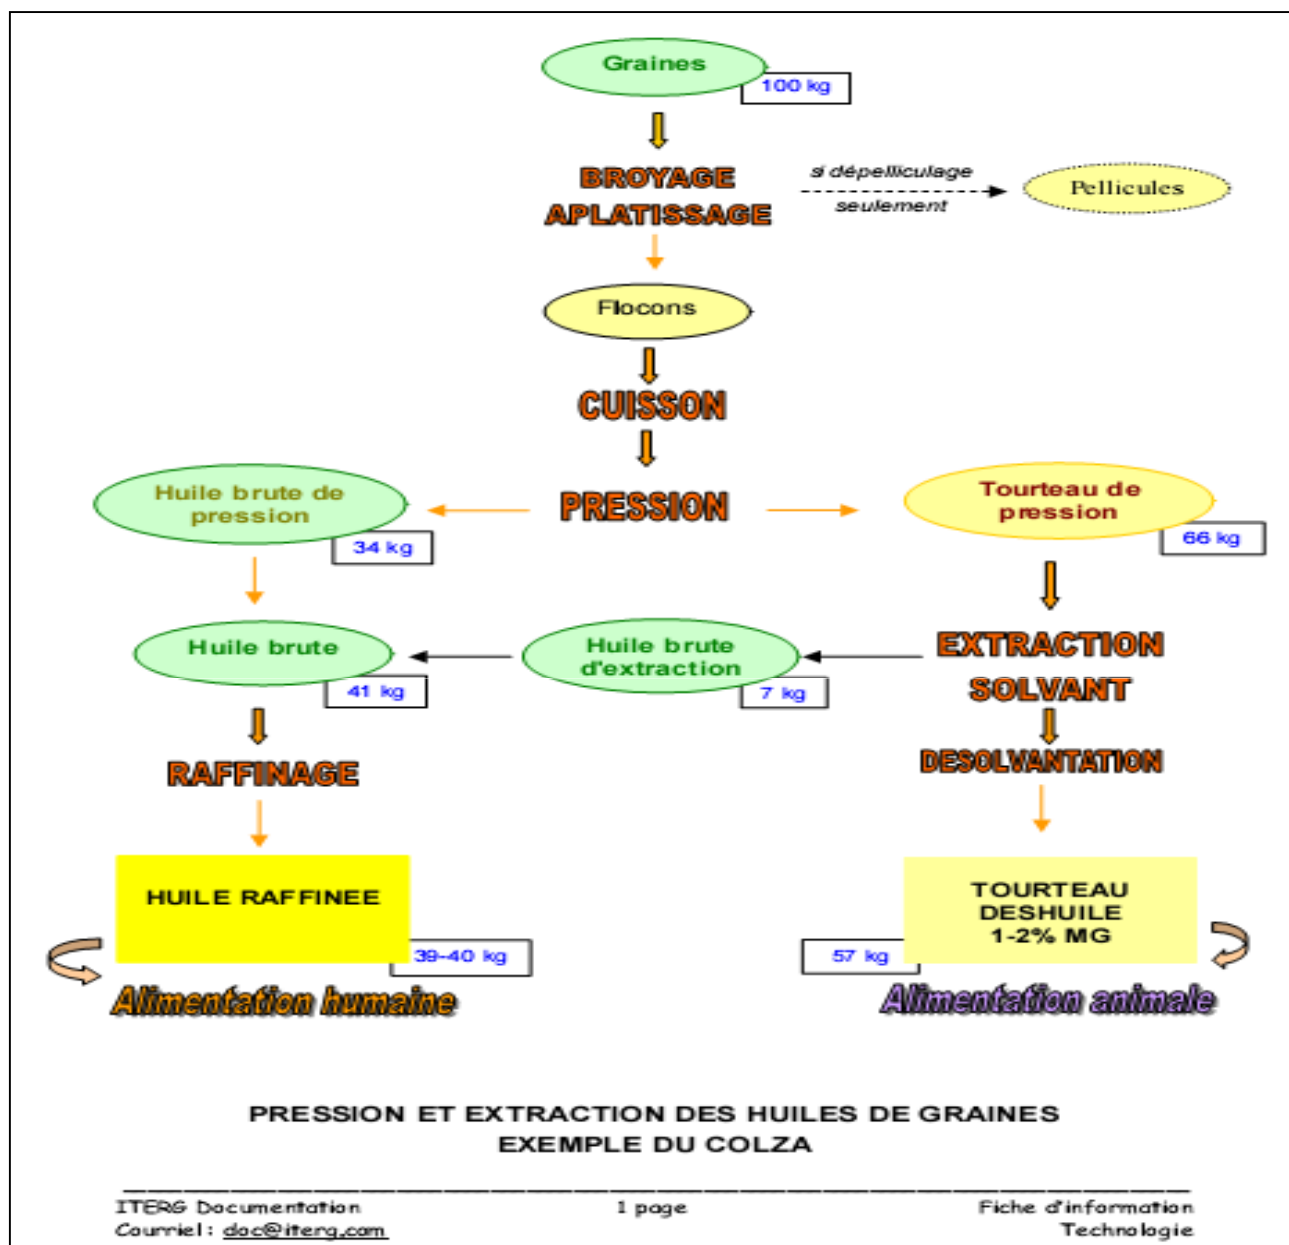 Graines
100 kg
BROYAGE
APLATISSAGE
si dépelliculage
seulement
Pellicules
Flocons
CUISSON
PRESSION
Huile brute de
pression
34 kg
Tourteau de
pression
66 kg
Huile brute
41 kg
Huile brute
d'extraction
7 kg
EXTRACTION
SOLVANT
RAFFINAGE
DESOLVANTATION
HUILE RAFFINEE
39-40 kg
TOURTEAU
DESHUILE
1-2% MG
57 kg
Alimentation humaine
Alimentation animale
PRESSION ET EXTRACTION DES HUILES DE GRAINES
EXEMPLE DU COLZA
ITERG Documentation 1 page Fiche d'information
Courriel : doc@iterg.com Technologie